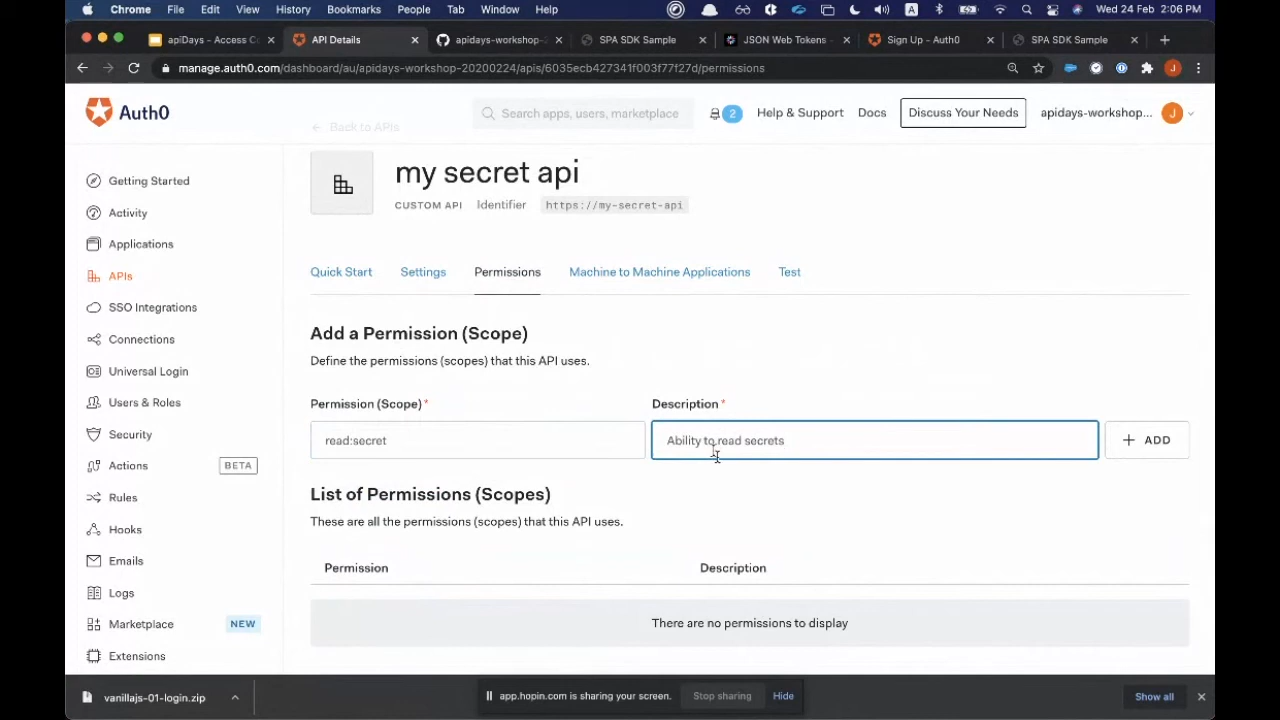 Chrome File Edit View History Bookmarks People Tab Window Help A Wed 24 Feb 2:06 PM
apiDays - Access C API Details apidays-workshop- SPA SDK Sample JSON Web Tokens - Sign Up - Auth0 SPA SDK Sample
manage.auth0.com/dashboard/au/apidays-workshop-20200224/apis/6035ecb427341f003f77f27d/permissions J
Auth0 Search apps, users, marketplace 2 Help & Support Docs Discuss Your Needs apidays-workshop... J
← Back to APIs
Getting Started
Activity
Applications
APIs
SSO Integrations
Connections
Universal Login
Users & Roles
Security
Actions BETA
Rules
Hooks
Emails
Logs
Marketplace NEW
Extensions
my secret api
CUSTOM API Identifier https://my-secret-api
Quick Start Settings Permissions Machine to Machine Applications Test
Add a Permission (Scope)
Define the permissions (scopes) that this API uses.
Permission (Scope) * Description *
read:secret Ability to read secrets + ADD
List of Permissions (Scopes)
These are all the permissions (scopes) that this API uses.
Permission Description
There are no permissions to display
vanillajs-01-login.zip app.hopin.com is sharing your screen. Stop sharing Hide Show all